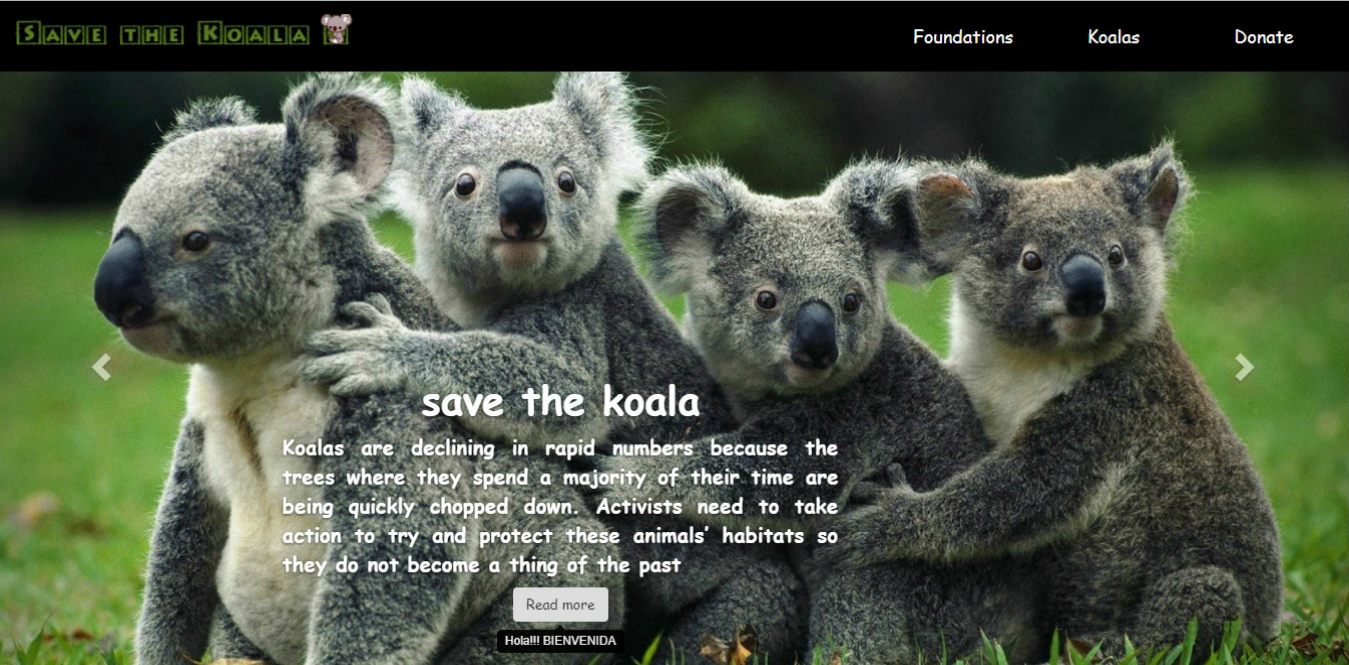 SAVE THE KOALA
Foundations
Koalas
Donate
save the koala
Koalas are declining in rapid numbers because the
trees where they spend a majority of their time are
being quickly chopped down. Activists need to take
action to try and protect these animals' habitats so
they do not become a thing of the past
Read more
Hola!!! BIENVENIDA